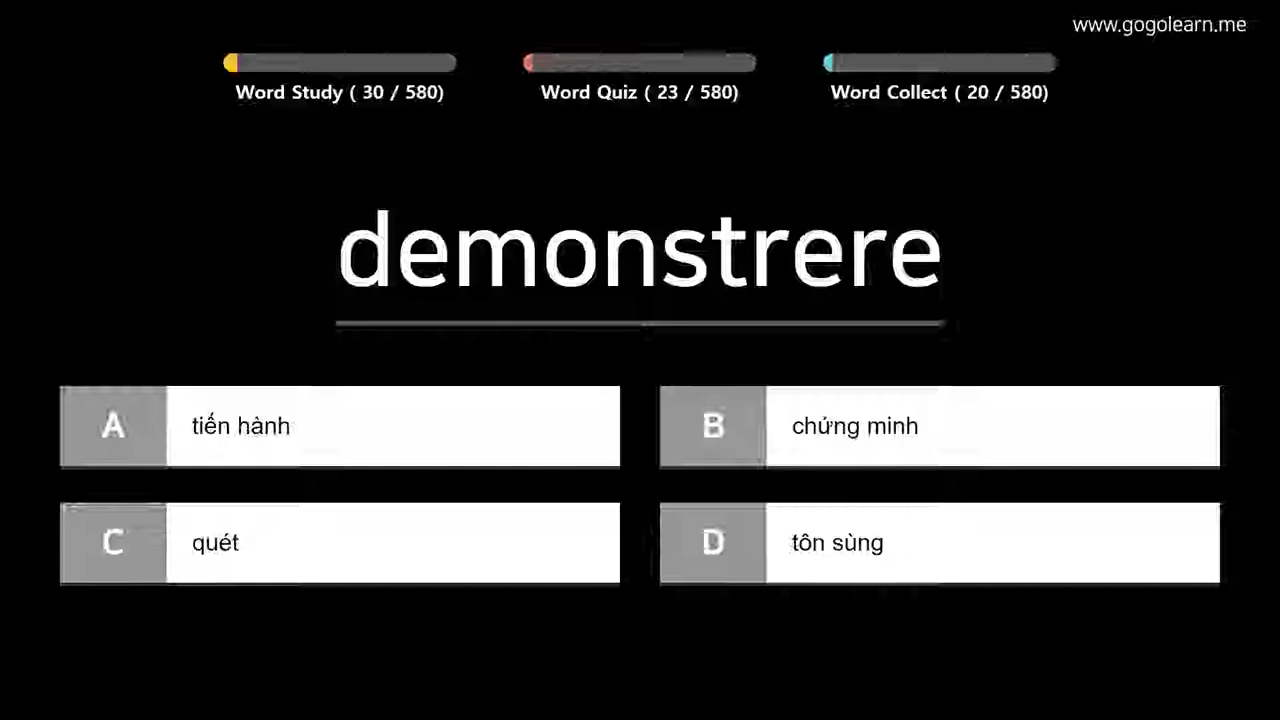 www.gogolearn.me
Word Study ( 30 / 580)
Word Quiz ( 23 / 580)
Word Collect ( 20 / 580)
demonstrere
A tiến hành
B chứng minh
C quét
D tôn sùng